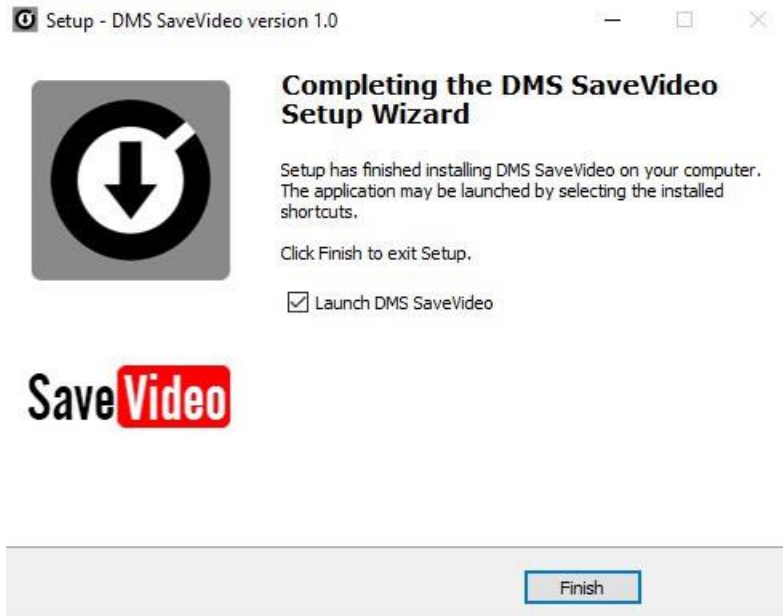 Setup - DMS SaveVideo version 1.0
Completing the DMS SaveVideo
Setup Wizard
Setup has finished installing DMS SaveVideo on your computer.
The application may be launched by selecting the installed
shortcuts.
Click Finish to exit Setup.
Launch DMS SaveVideo
SaveVideo
Finish